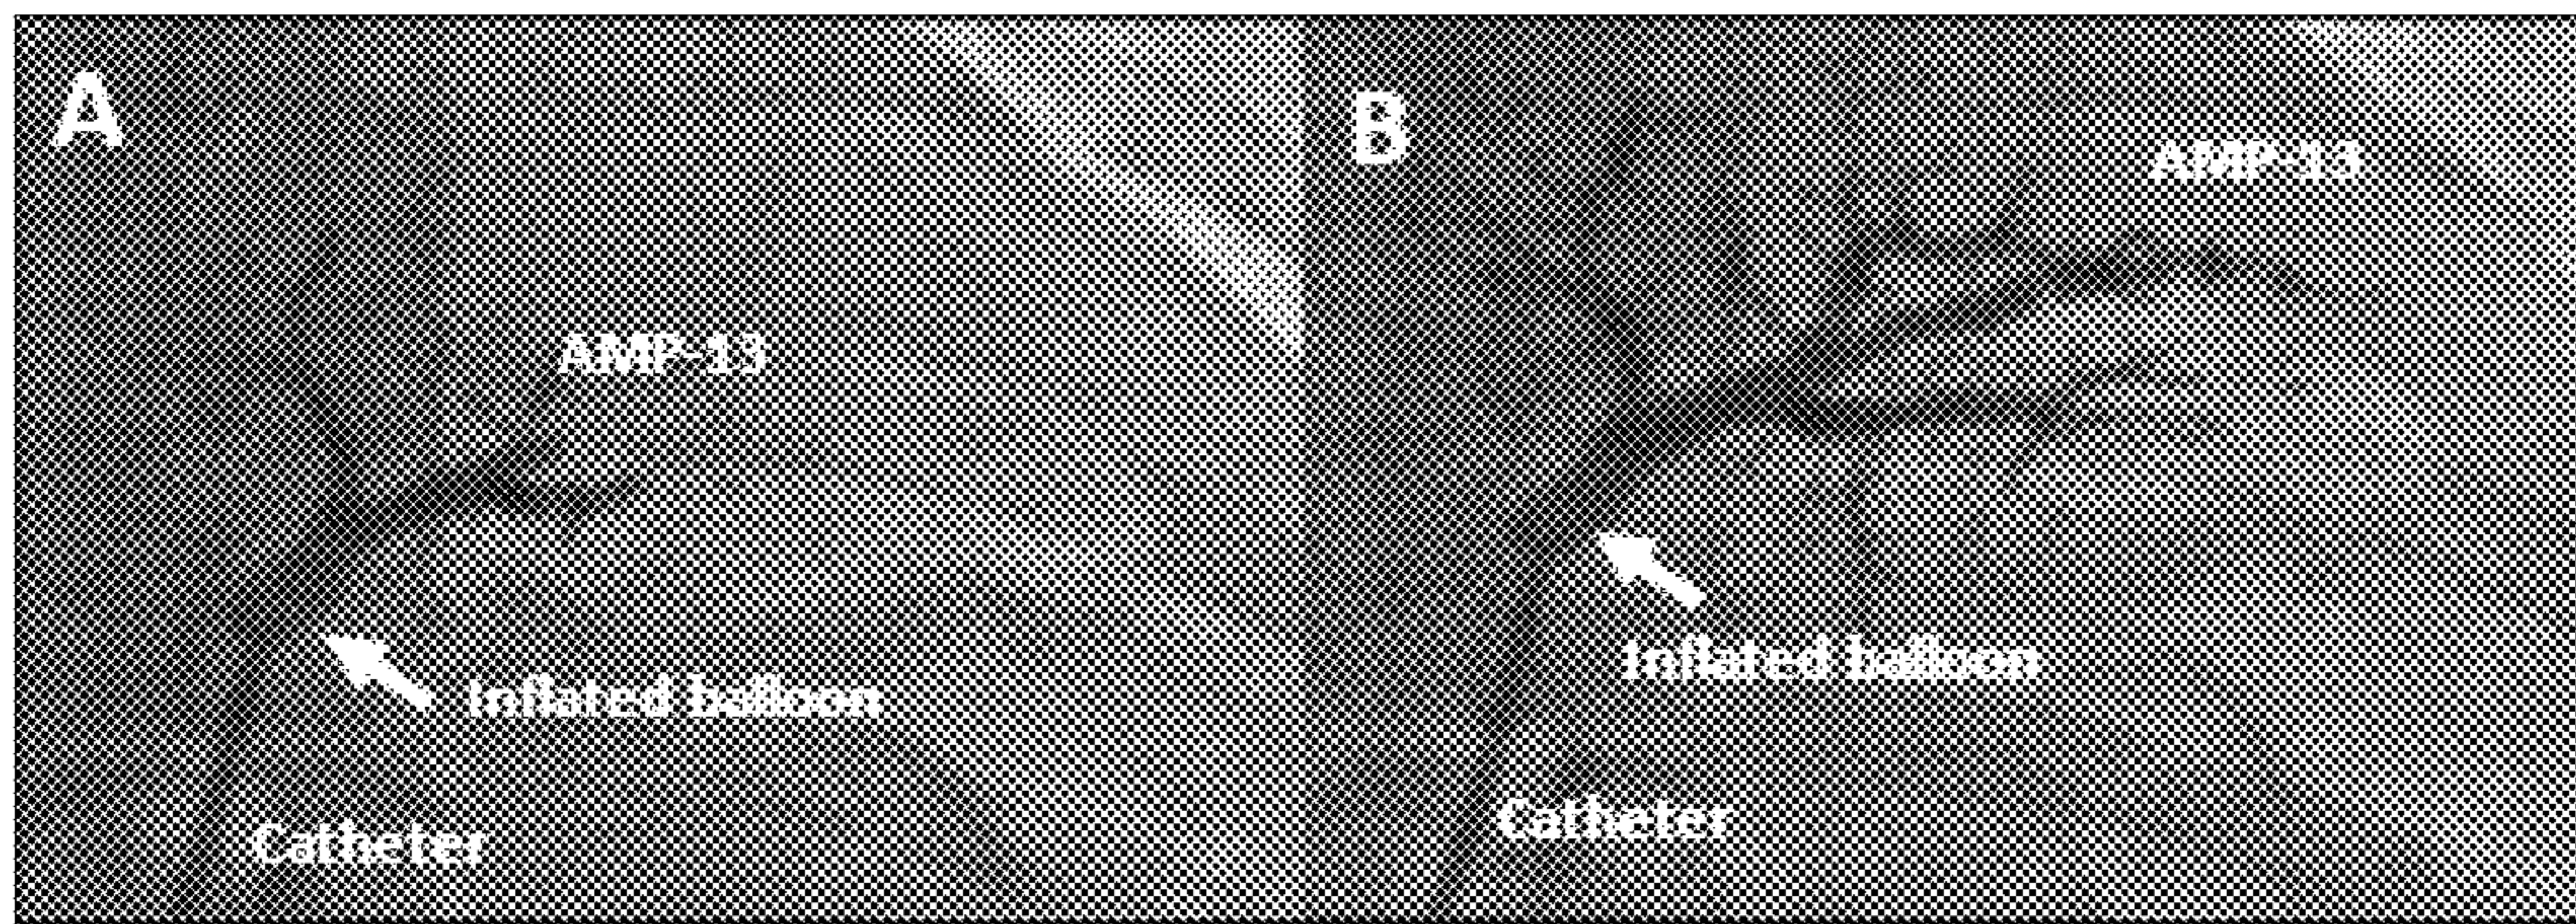 A
AMP-13
Inflated balloon
Catheter
B
AMP-13
Inflated balloon
Catheter